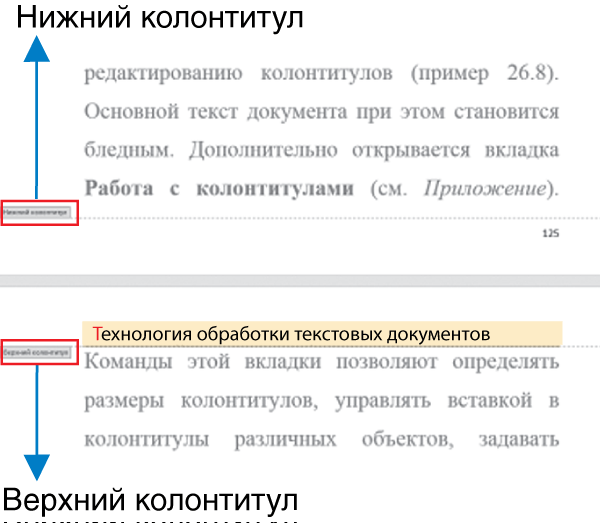 Нижний колонтитул
редактированию колонтитулов (пример 26.8).
Основной текст документа при этом становится
бледным. Дополнительно открывается вкладка
Работа с колонтитулами (см. Приложение).
Нижний колонтитул
125
Технология обработки текстовых документов
Верхний колонтитул
Команды этой вкладки позволяют определять
размеры колонтитулов, управлять вставкой в
колонтитулы различных объектов, задавать
Верхний колонтитул